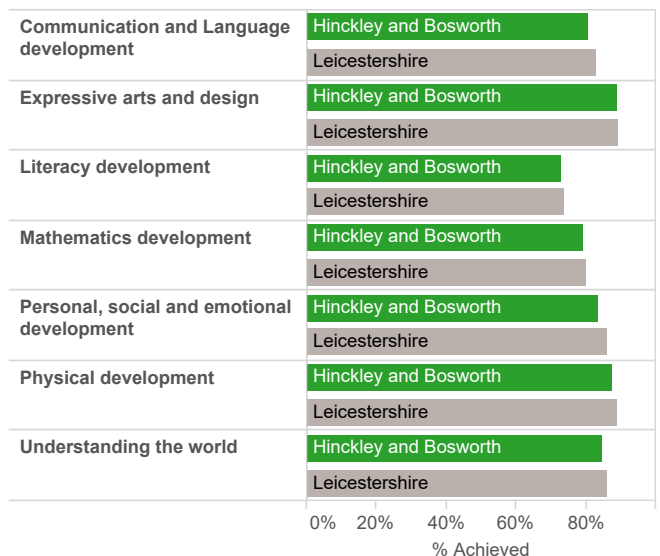 Communication and Language
development
Hinckley and Bosworth
Leicestershire
Expressive arts and design
Hinckley and Bosworth
Leicestershire
Literacy development
Hinckley and Bosworth
Leicestershire
Mathematics development
Hinckley and Bosworth
Leicestershire
Personal, social and emotional
development
Hinckley and Bosworth
Leicestershire
Physical development
Hinckley and Bosworth
Leicestershire
Understanding the world
Hinckley and Bosworth
Leicestershire
0% 20% 40% 60% 80%
% Achieved